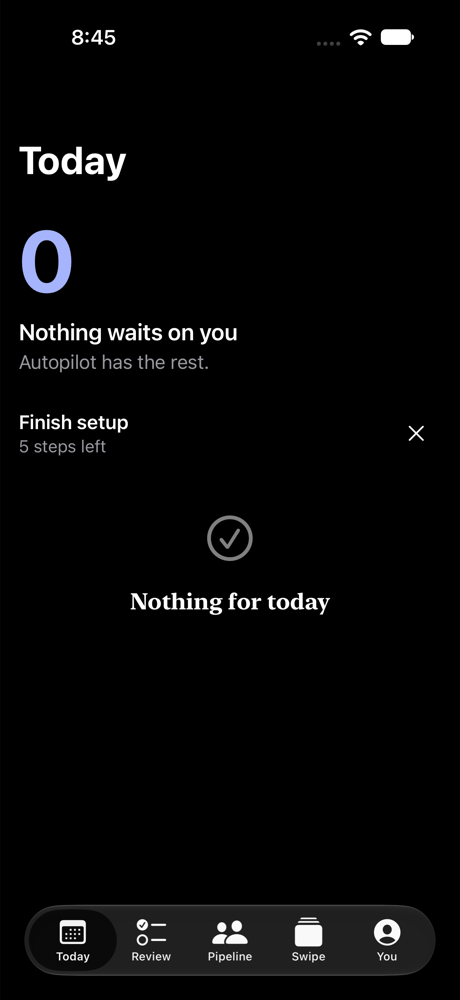 8:45
Today
0
Nothing waits on you
Autopilot has the rest.
Finish setup
5 steps left
Nothing for today
Today
Review
Pipeline
Swipe
You